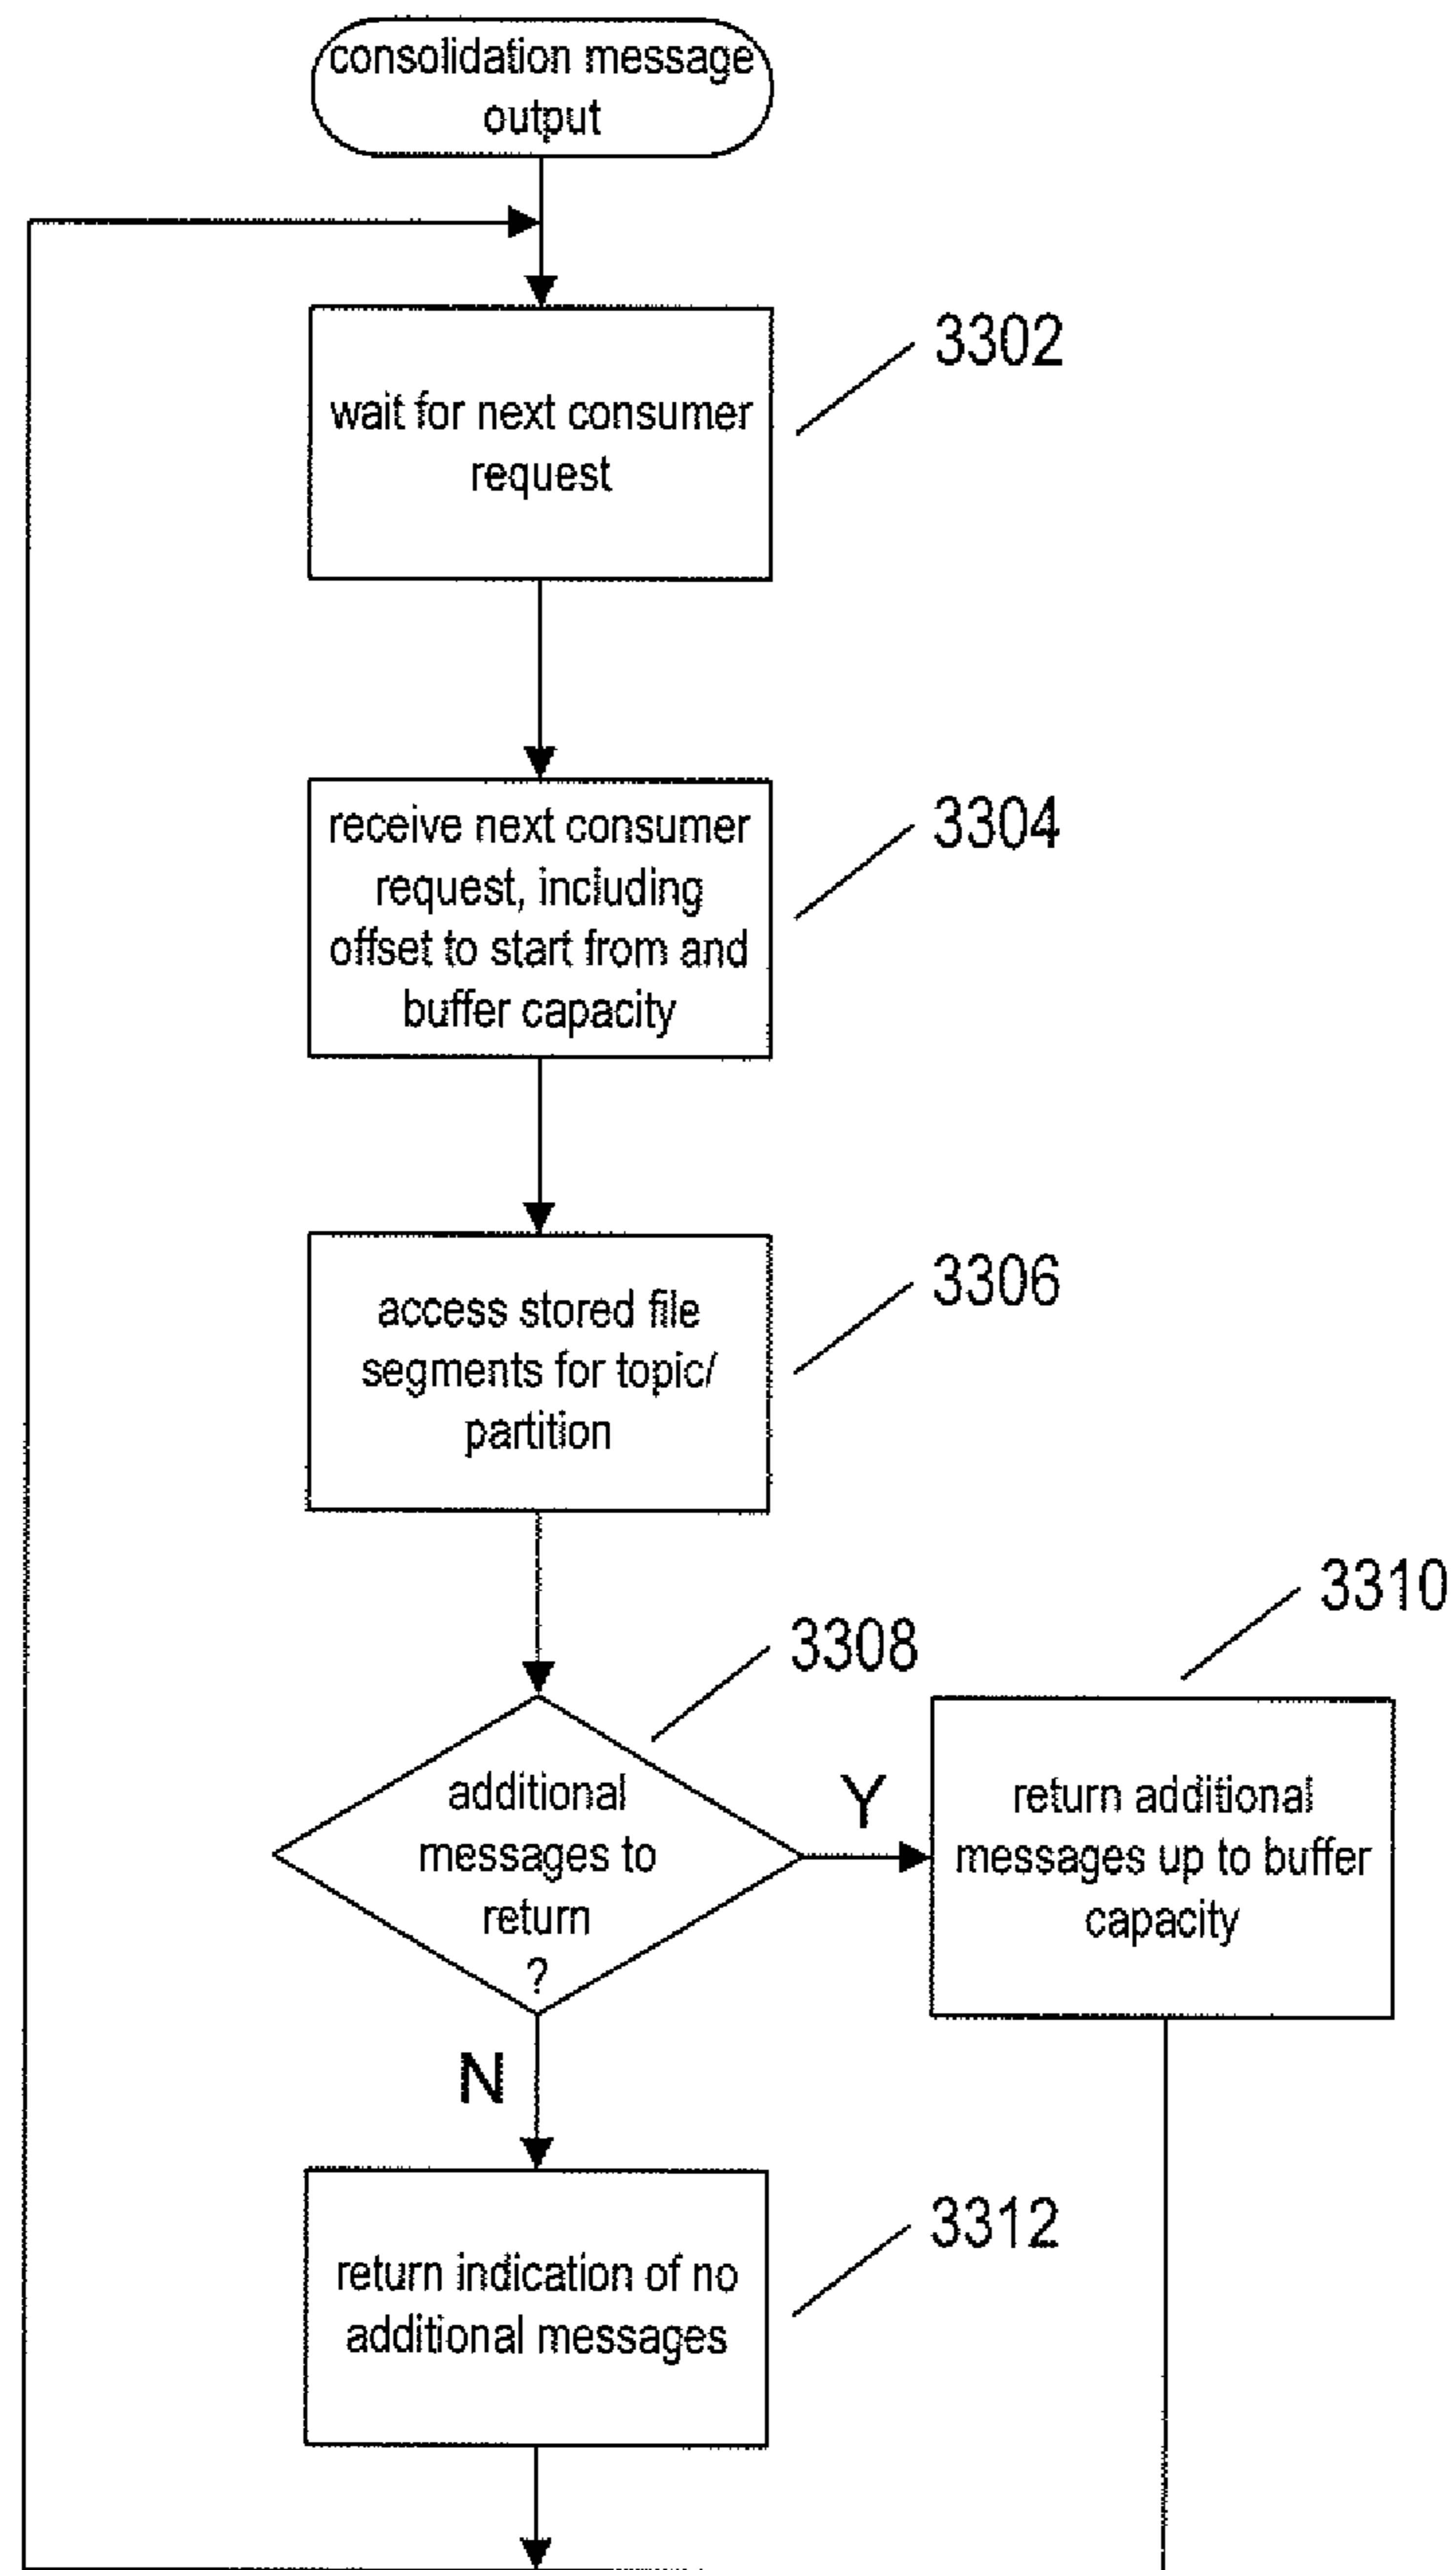 consolidation message
output
wait for next consumer
request
3302
receive next consumer
request, including
offset to start from and
buffer capacity
3304
access stored file
segments for topic/
partition
3306
3308
additional
messages to
return
?
Y
N
3310
return additional
messages up to buffer
capacity
return indication of no
additional messages
3312